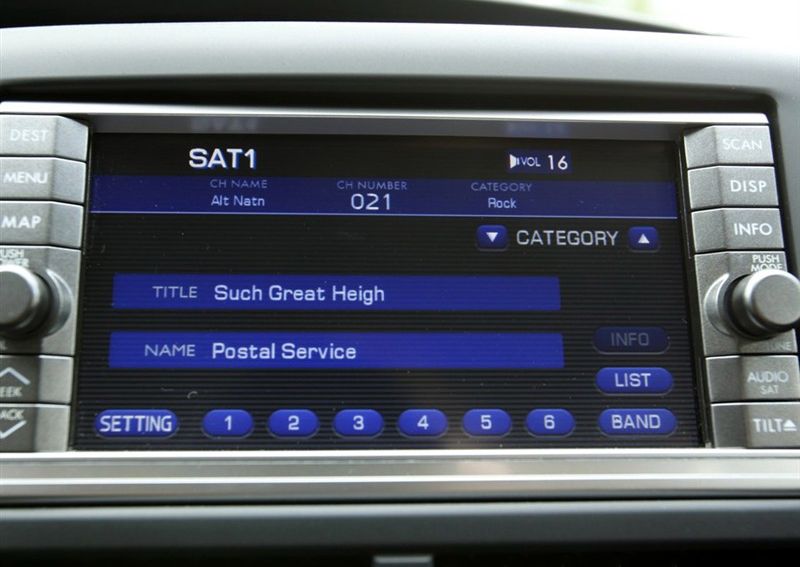 DEST
MENU
MAP
PUSH
SAT1
VOL 16
CH NAME
Alt Natn
CH NUMBER
021
CATEGORY
Rock
▼ CATEGORY ▲
TITLE Such Great Heigh
NAME Postal Service
INFO
LIST
SETTING 1 2 3 4 5 6 BAND
SCAN
DISP
INFO
PUSH
MODE
AUDIO
SAT
TILT